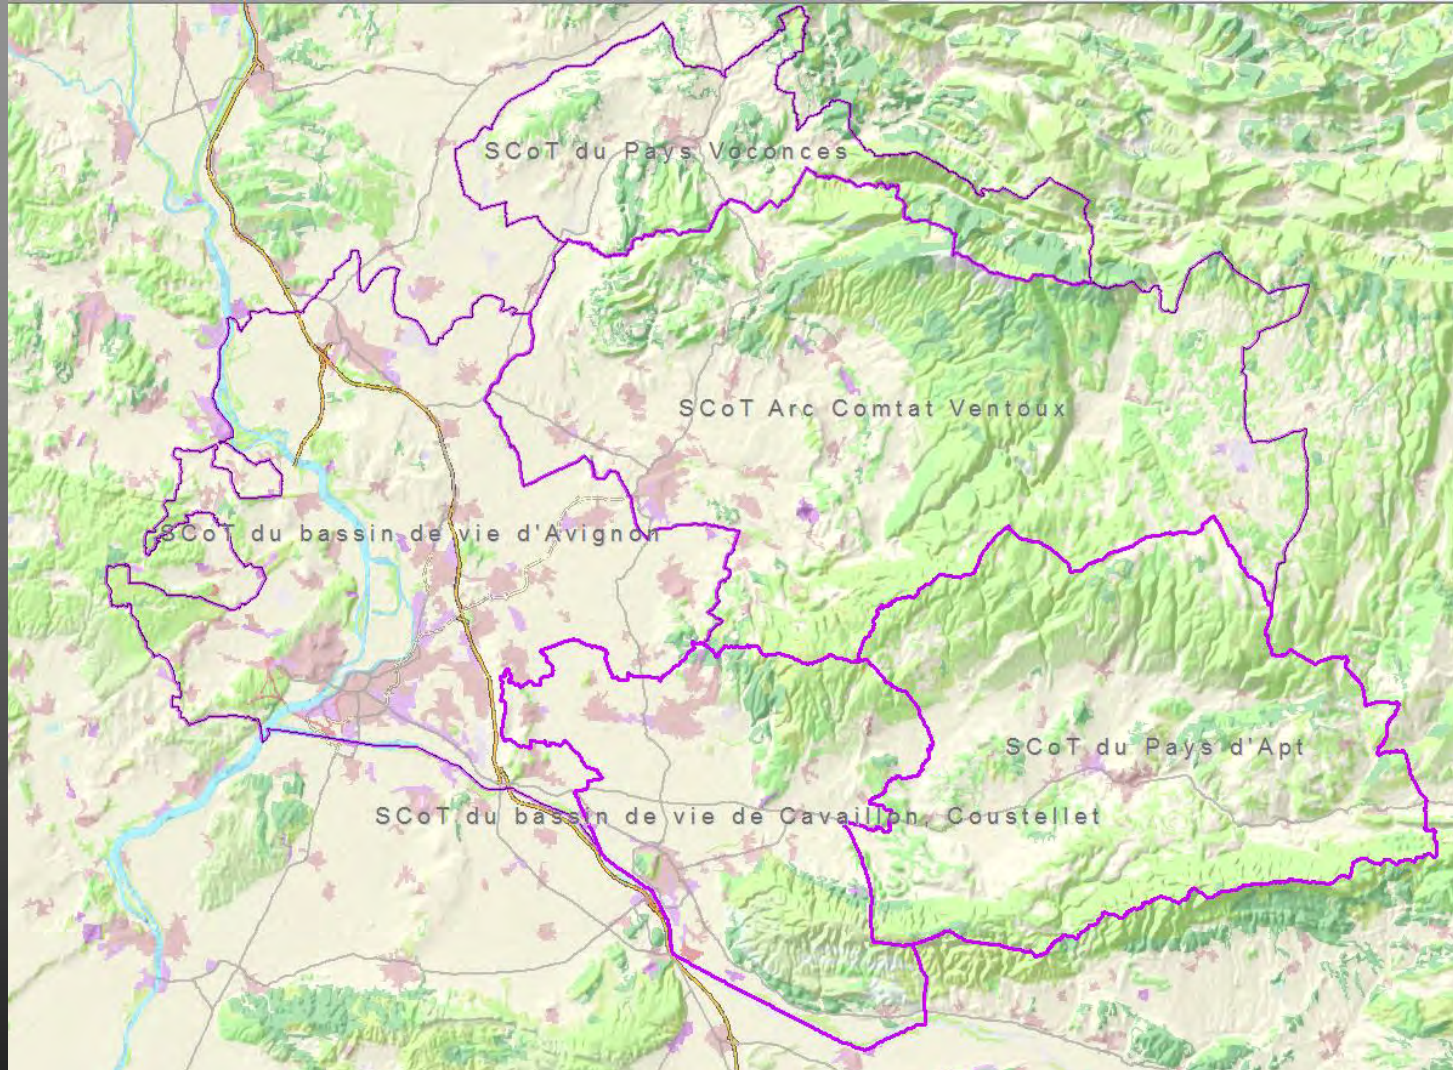 SCoT du Pays Voconces
SCoT Arc Comtat Ventoux
SCoT du bassin de vie d'Avignon
SCoT du Pays d'Apt
SCoT du bassin de vie de Cavaillon, Coustellet